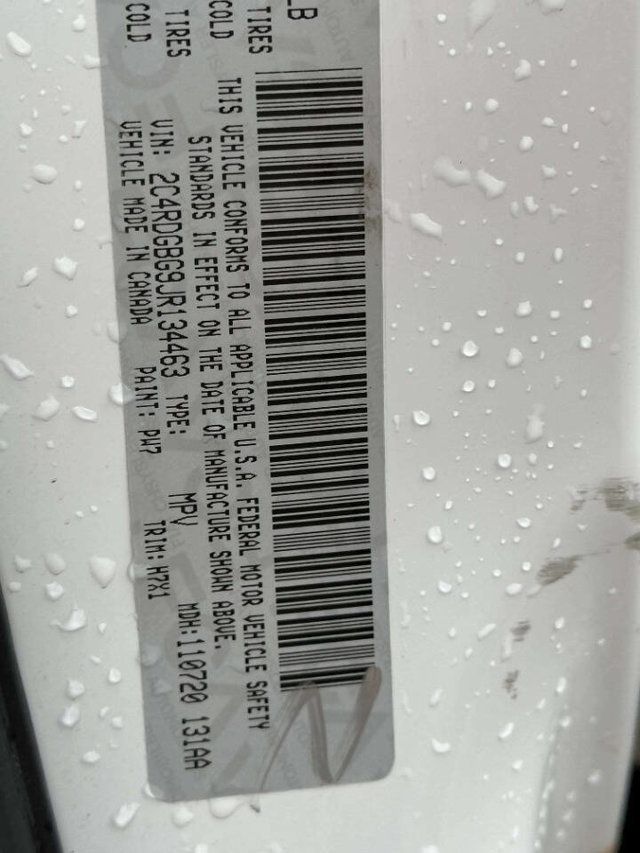 LB
TIRES COLD
TIRES COLD
THIS VEHICLE CONFORMS TO ALL APPLICABLE U.S.A. FEDERAL MOTOR VEHICLE SAFETY
STANDARDS IN EFFECT ON THE DATE OF MANUFACTURE SHOWN ABOVE.
VIN: 2C4RDGBG9JR134463 TYPE: MPV MDH:110720 131AA
VEHICLE MADE IN CANADA PAINT: PW7 TRIM: H7X1